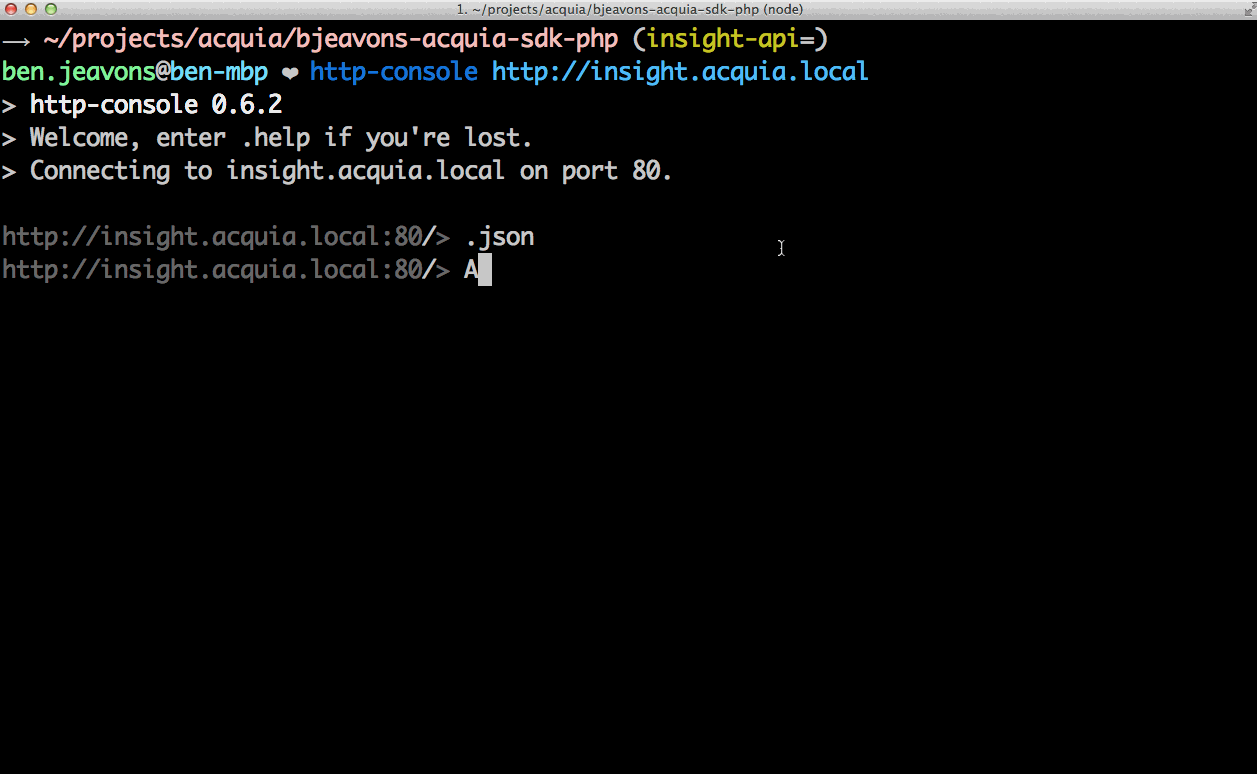 1. ~/projects/acquia/bjeavons-acquia-sdk-php (node)
⟶ ~/projects/acquia/bjeavons-acquia-sdk-php (insight-api=)
ben.jeavons@ben-mbp ❤ http-console http://insight.acquia.local
> http-console 0.6.2
> Welcome, enter .help if you're lost.
> Connecting to insight.acquia.local on port 80.
http://insight.acquia.local:80/> .json
http://insight.acquia.local:80/> A